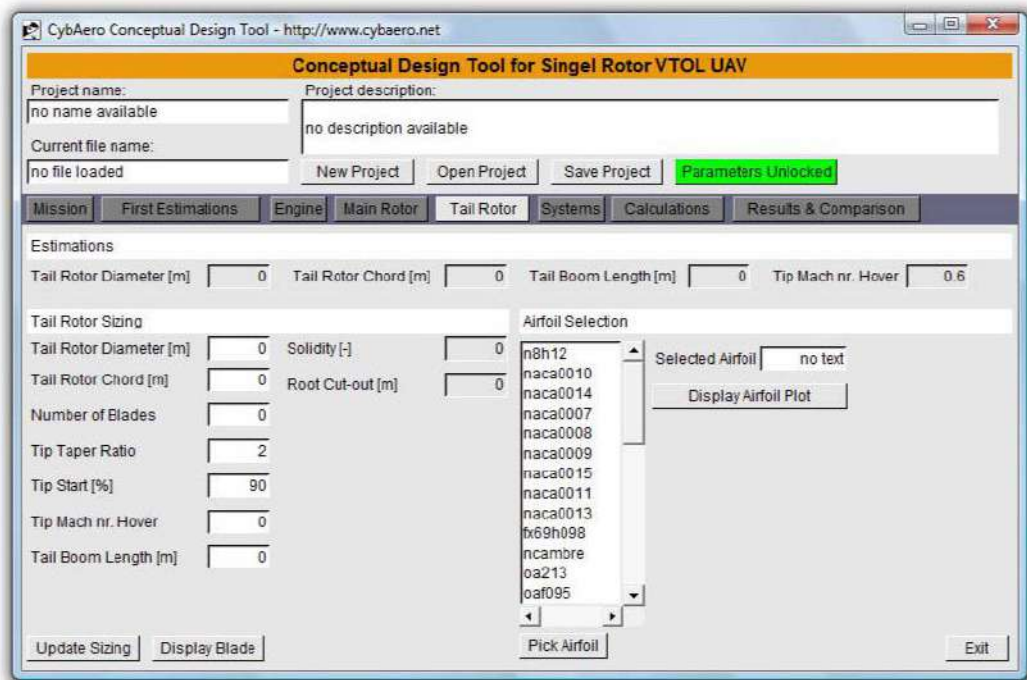 CybAero Conceptual Design Tool - http://www.cybaero.net
Conceptual Design Tool for Singel Rotor VTOL UAV
Project name:
Project description:
no name available
no description available
Current file name:
no file loaded
New Project
Open Project
Save Project
Parameters Unlocked
Mission
First Estimations
Engine
Main Rotor
Tail Rotor
Systems
Calculations
Results & Comparison
Estimations
Tail Rotor Diameter [m] 0
Tail Rotor Chord [m] 0
Tail Boom Length [m] 0
Tip Mach nr. Hover 0.6
Tail Rotor Sizing
Tail Rotor Diameter [m] 0
Solidity [-] 0
Tail Rotor Chord [m] 0
Root Cut-out [m] 0
Number of Blades 0
Tip Taper Ratio 2
Tip Start [%] 90
Tip Mach nr. Hover 0
Tail Boom Length [m] 0
Update Sizing
Display Blade
Airfoil Selection
n8h12
naca0010
naca0014
naca0007
naca0008
naca0009
naca0015
naca0011
naca0013
fx69h098
ncambre
oa213
oaf095
Selected Airfoil no text
Display Airfoil Plot
Pick Airfoil
Exit